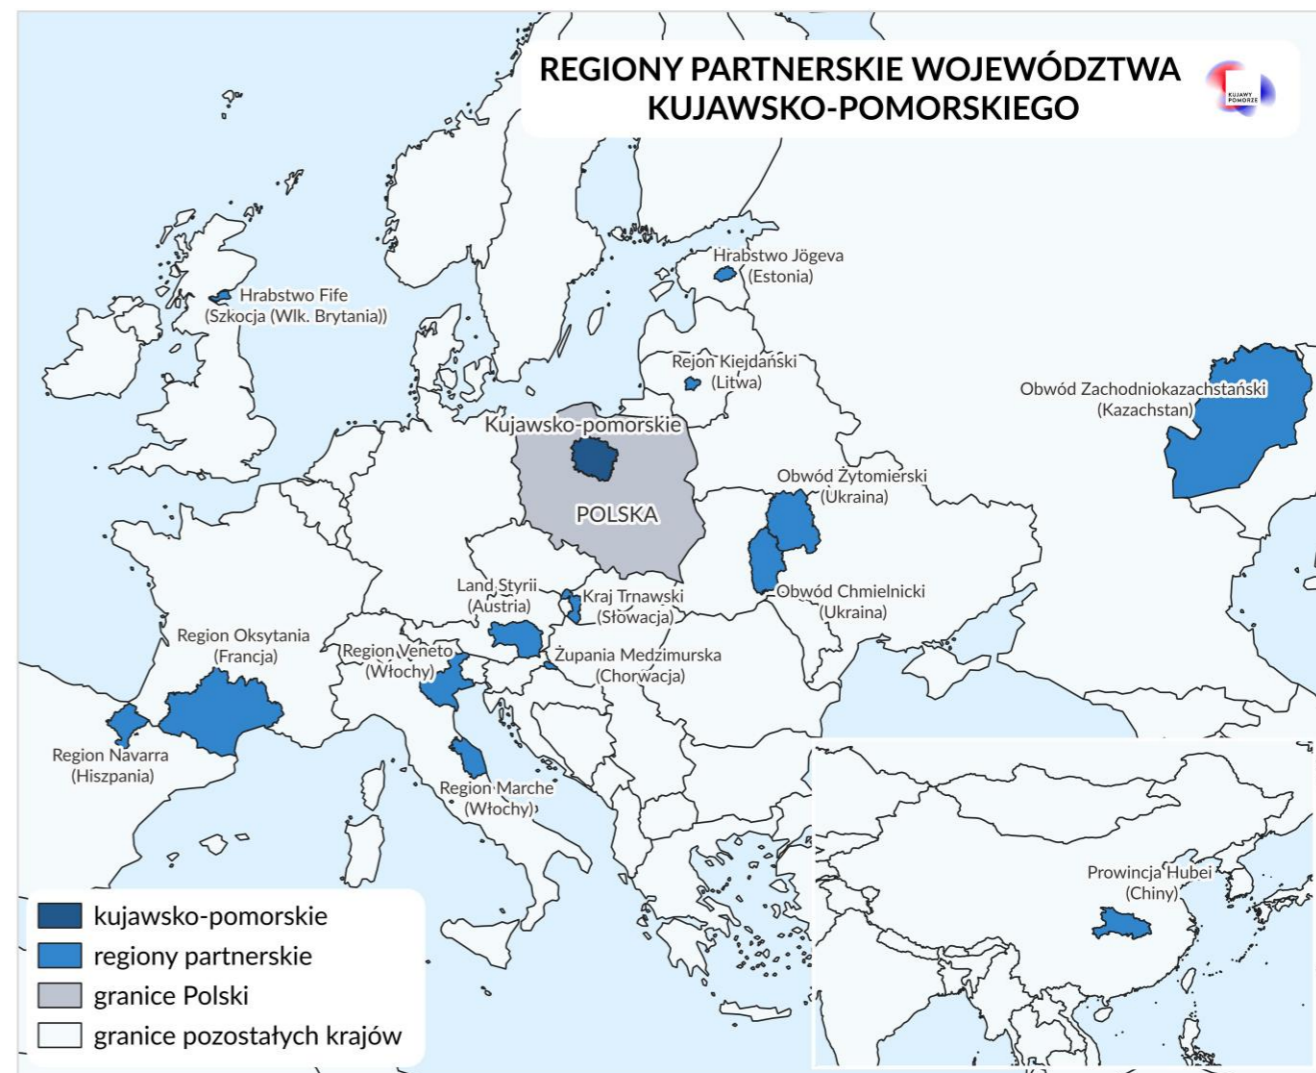 REGIONY PARTNERSKIE WOJEWÓDZTWA
KUJAWSKO-POMORSKIEGO
KUJAWY
POMORZE
Hrabstwo Jõgeva
(Estonia)
Hrabstwo Fife
(Szkocja (Wlk. Brytania))
Rejon Kiejdański
(Litwa)
Obwód Zachodniokazachstański
(Kazachstan)
Kujawsko-pomorskie
POLSKA
Obwód Żytomierski
(Ukraina)
Obwód Chmielnicki
(Ukraina)
Land Styrii
(Austria)
Kraj Trnawski
(Słowacja)
Region Oksytania
(Francja)
Region Veneto
(Włochy)
Żupania Medzimurska
(Chorwacja)
Region Navarra
(Hiszpania)
Region Marche
(Włochy)
Prowincja Hubei
(Chiny)
kujawsko-pomorskie
regiony partnerskie
granice Polski
granice pozostałych krajów